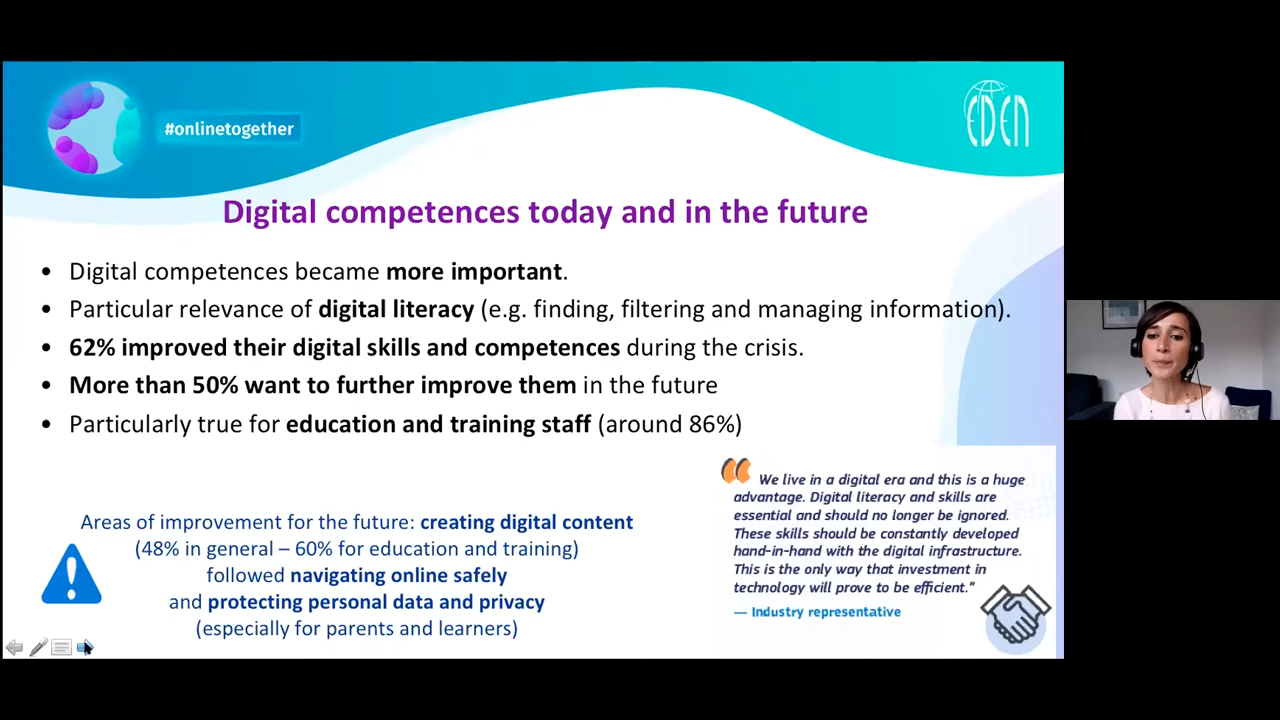 #onlinetogether
EDEN
Digital competences today and in the future
• Digital competences became more important.
• Particular relevance of digital literacy (e.g. finding, filtering and managing information).
• 62% improved their digital skills and competences during the crisis.
• More than 50% want to further improve them in the future
• Particularly true for education and training staff (around 86%)
Areas of improvement for the future: creating digital content
(48% in general – 60% for education and training)
followed navigating online safely
and protecting personal data and privacy
(especially for parents and learners)
“ We live in a digital era and this is a huge
advantage. Digital literacy and skills are
essential and should no longer be ignored.
These skills should be constantly developed
hand-in-hand with the digital infrastructure.
This is the only way that investment in
technology will prove to be efficient.”
— Industry representative